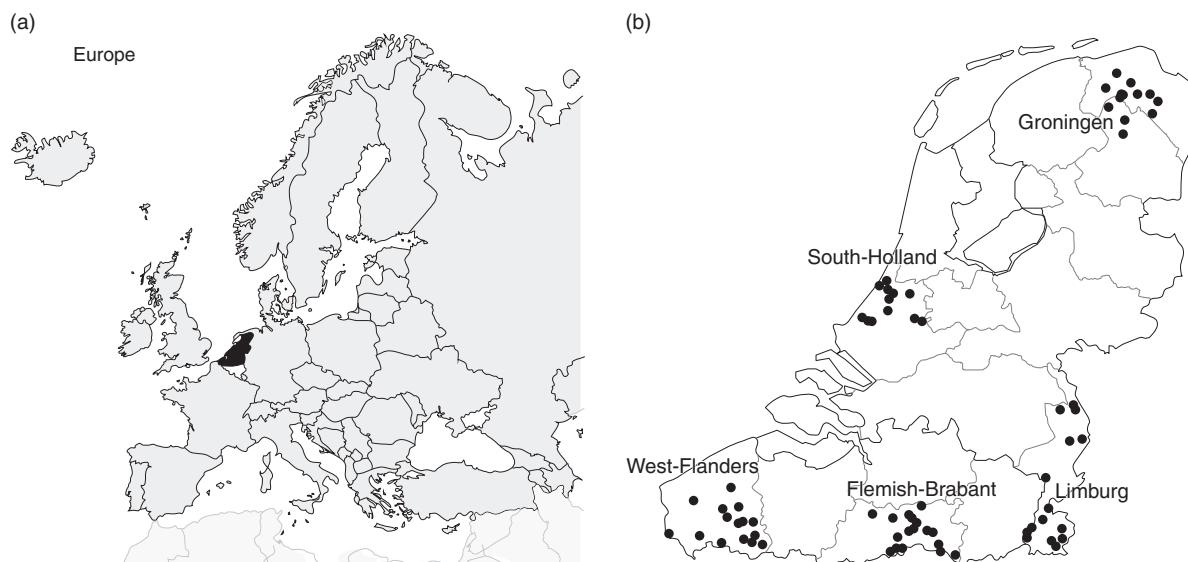 (a)
Europe
(b)
Groningen
South-Holland
West-Flanders
Flemish-Brabant
Limburg